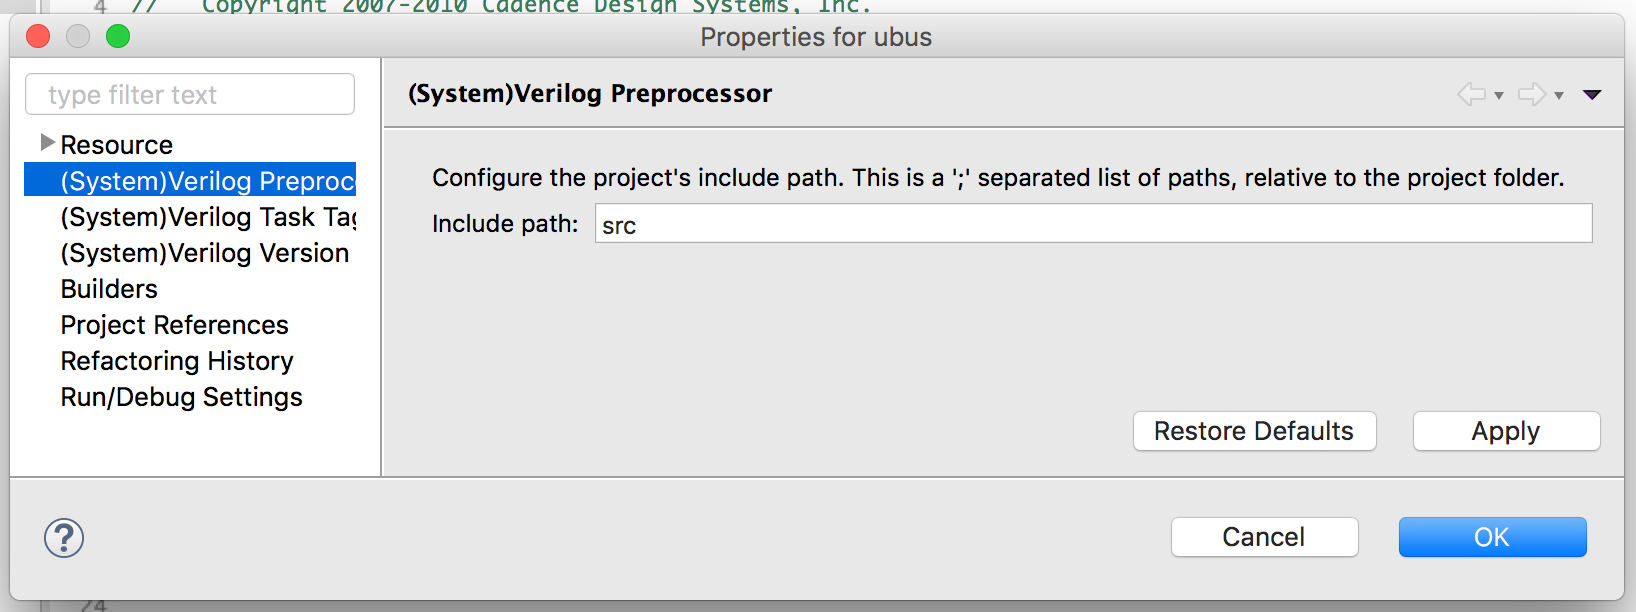 4 // Copyright 2007-2010 Cadence Design Systems, Inc.
Properties for ubus
type filter text
Resource
(System)Verilog Preproc
(System)Verilog Task Tag
(System)Verilog Version
Builders
Project References
Refactoring History
Run/Debug Settings
(System)Verilog Preprocessor
Configure the project's include path. This is a ';' separated list of paths, relative to the project folder.
Include path: src
Restore Defaults Apply
?
Cancel OK
24